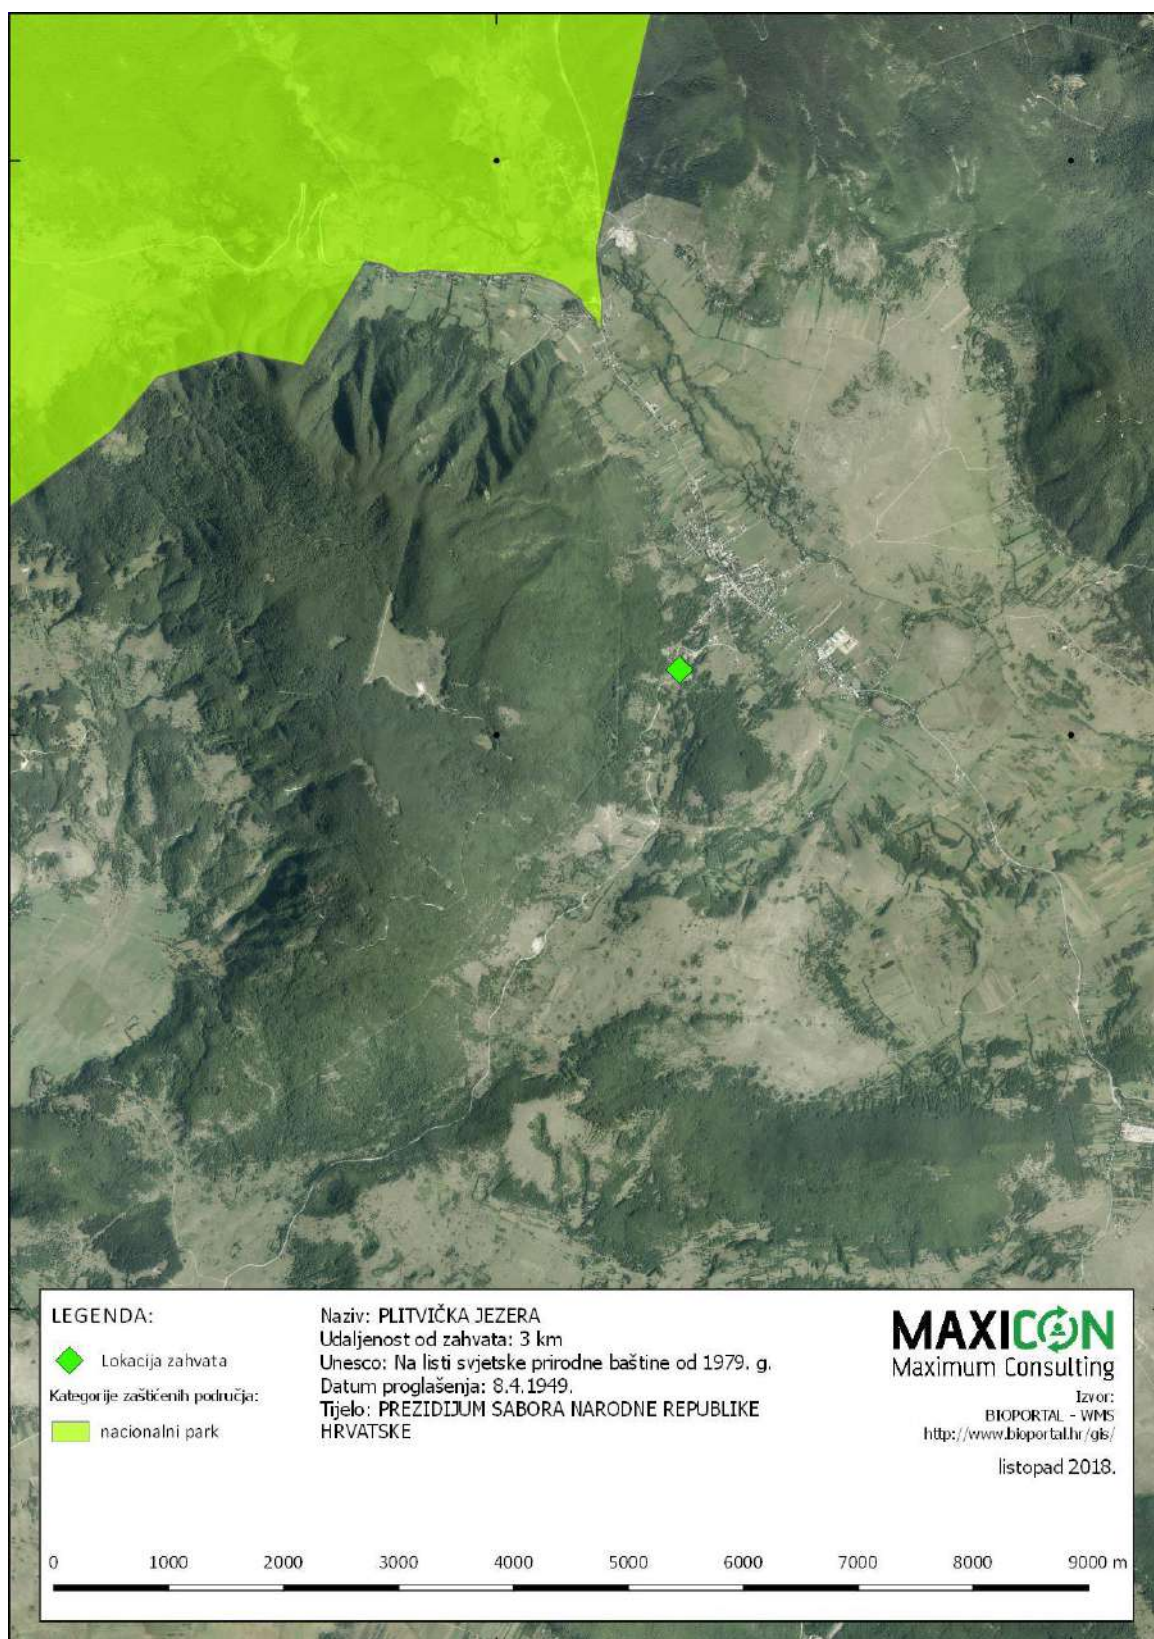 LEGENDA:
Lokacija zahvata
Kategorije zaštićenih područja:
nacionalni park
Naziv: PLITVIČKA JEZERA
Udaljenost od zahvata: 3 km
Unesco: Na listi svjetske prirodne baštine od 1979. g.
Datum proglašenja: 8.4.1949.
Tijelo: PREZIDIJUM SABORA NARODNE REPUBLIKE
HRVATSKE
MAXICON
Maximum Consulting
Izvor:
BIOPORTAL - WMS
http://www.bioportal.hr/gis/
listopad 2018.
0 1000 2000 3000 4000 5000 6000 7000 8000 9000 m